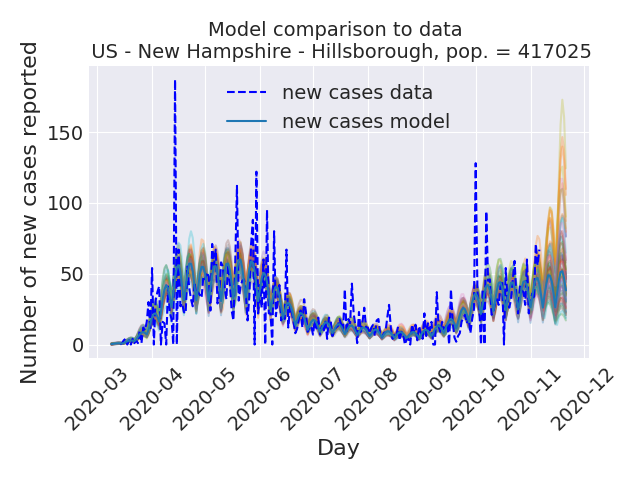 Model comparison to data
US - New Hampshire - Hillsborough, pop. = 417025
Number of new cases reported
150
100
50
0
new cases data
new cases model
2020-03
2020-04
2020-05
2020-06
2020-07
2020-08
2020-09
2020-10
2020-11
2020-12
Day